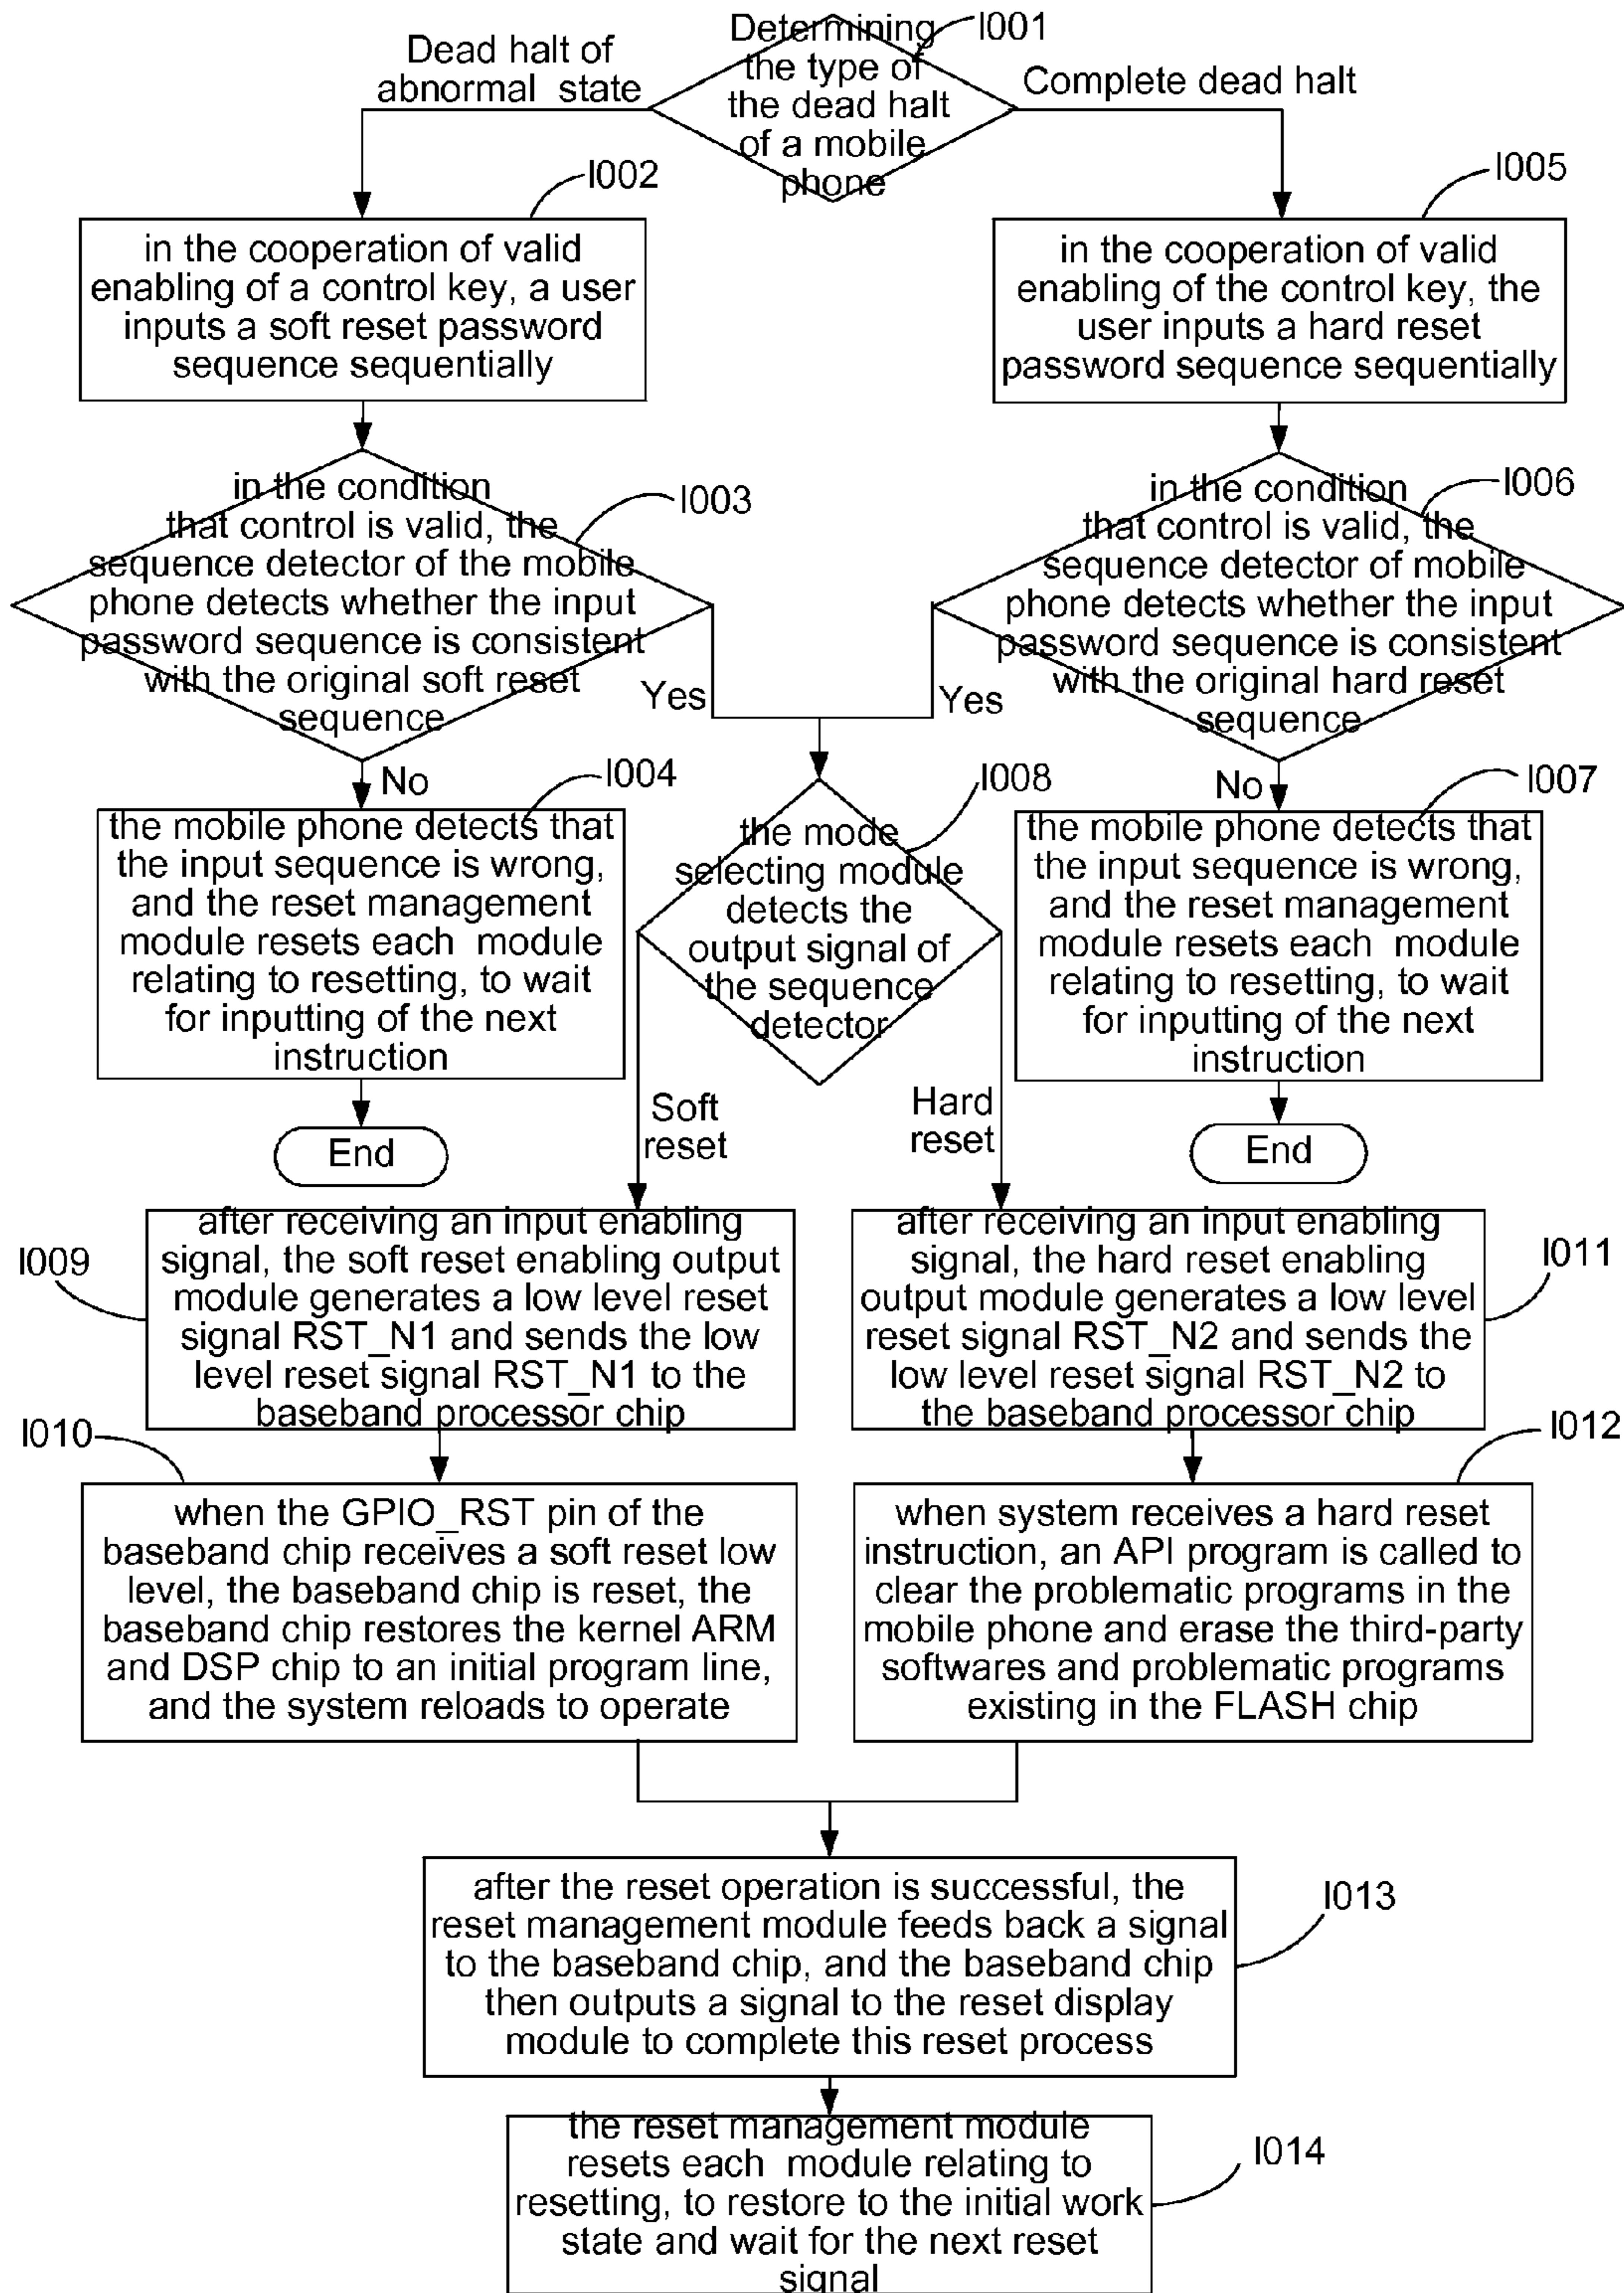 Determining
the type of
the dead halt
of a mobile
phone
I001
Dead halt of
abnormal state
Complete dead halt
I002
I005
in the cooperation of valid
enabling of a control key, a user
inputs a soft reset password
sequence sequentially
in the cooperation of valid
enabling of the control key, the
user inputs a hard reset
password sequence sequentially
in the condition
that control is valid, the
sequence detector of the mobile
phone detects whether the input
password sequence is consistent
with the original soft reset
sequence
I003
in the condition
that control is valid, the
sequence detector of mobile
phone detects whether the input
password sequence is consistent
with the original hard reset
sequence
I006
Yes
Yes
No
I004
I008
No
I007
the mobile phone detects that
the input sequence is wrong,
and the reset management
module resets each module
relating to resetting, to wait
for inputting of the next
instruction
the mode
selecting module
detects the
output signal of
the sequence
detector
the mobile phone detects that
the input sequence is wrong,
and the reset management
module resets each module
relating to resetting, to wait
for inputting of the next
instruction
Soft
reset
Hard
reset
End
End
I009
after receiving an input enabling
signal, the soft reset enabling output
module generates a low level reset
signal RST_N1 and sends the low
level reset signal RST_N1 to the
baseband processor chip
after receiving an input enabling
signal, the hard reset enabling
output module generates a low level
reset signal RST_N2 and sends the
low level reset signal RST_N2 to
the baseband processor chip
I011
I010
I012
when the GPIO_RST pin of the
baseband chip receives a soft reset low
level, the baseband chip is reset, the
baseband chip restores the kernel ARM
and DSP chip to an initial program line,
and the system reloads to operate
when system receives a hard reset
instruction, an API program is called to
clear the problematic programs in the
mobile phone and erase the third-party
softwares and problematic programs
existing in the FLASH chip
after the reset operation is successful, the
reset management module feeds back a signal
to the baseband chip, and the baseband chip
then outputs a signal to the reset display
module to complete this reset process
I013
the reset management module
resets each module relating to
resetting, to restore to the initial work
state and wait for the next reset
signal
I014